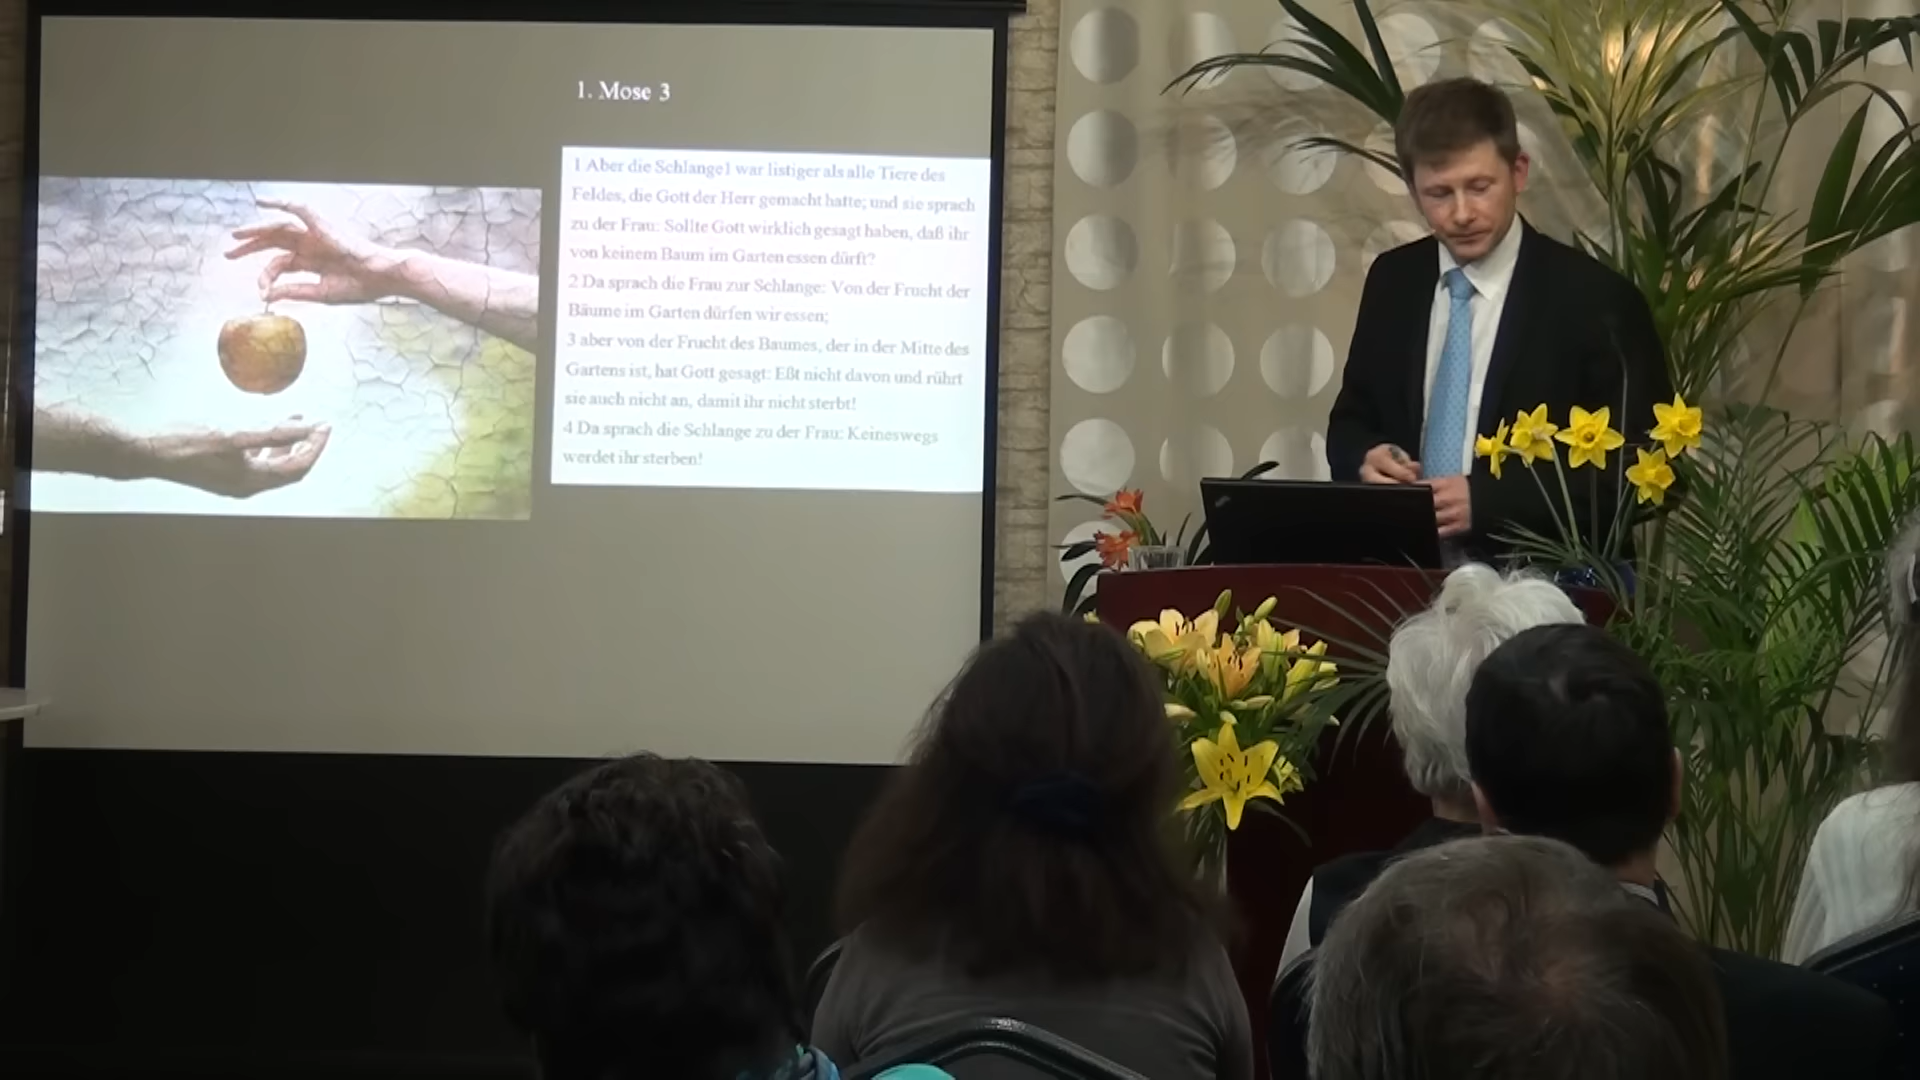 1. Mose 3
1 Aber die Schlange1 war listiger als alle Tiere des
Feldes, die Gott der Herr gemacht hatte; und sie sprach
zu der Frau: Sollte Gott wirklich gesagt haben, daß ihr
von keinem Baum im Garten essen dürft?
2 Da sprach die Frau zur Schlange: Von der Frucht der
Bäume im Garten dürfen wir essen;
3 aber von der Frucht des Baumes, der in der Mitte des
Gartens ist, hat Gott gesagt: Eßt nicht davon und rührt
sie auch nicht an, damit ihr nicht sterbt!
4 Da sprach die Schlange zu der Frau: Keineswegs
werdet ihr sterben!